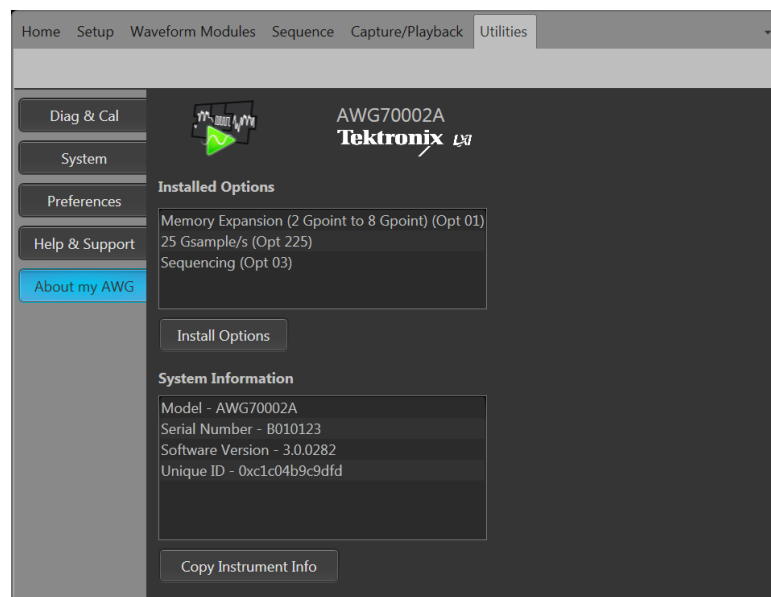 Home Setup Waveform Modules Sequence Capture/Playback Utilities
Diag & Cal
System
Preferences
Help & Support
About my AWG
AWG70002A
Tektronix LXI
Installed Options
Memory Expansion (2 Gpoint to 8 Gpoint) (Opt 01)
25 Gsample/s (Opt 225)
Sequencing (Opt 03)
Install Options
System Information
Model - AWG70002A
Serial Number - B010123
Software Version - 3.0.0282
Unique ID - 0xc1c04b9c9dfd
Copy Instrument Info